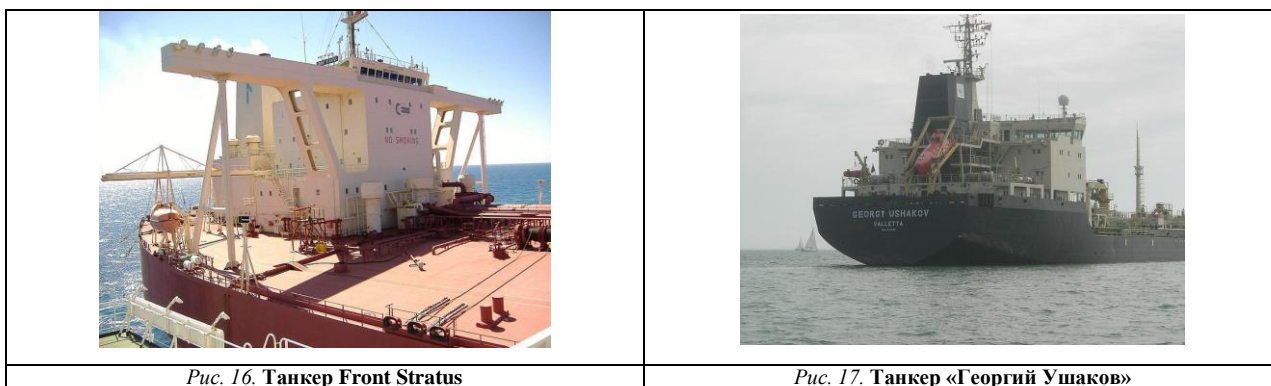 NO SMOKING
GEORGY USHAKOV
VALLETTA
Рис. 16. Танкер Front Stratus
Рис. 17. Танкер «Георгий Ушаков»